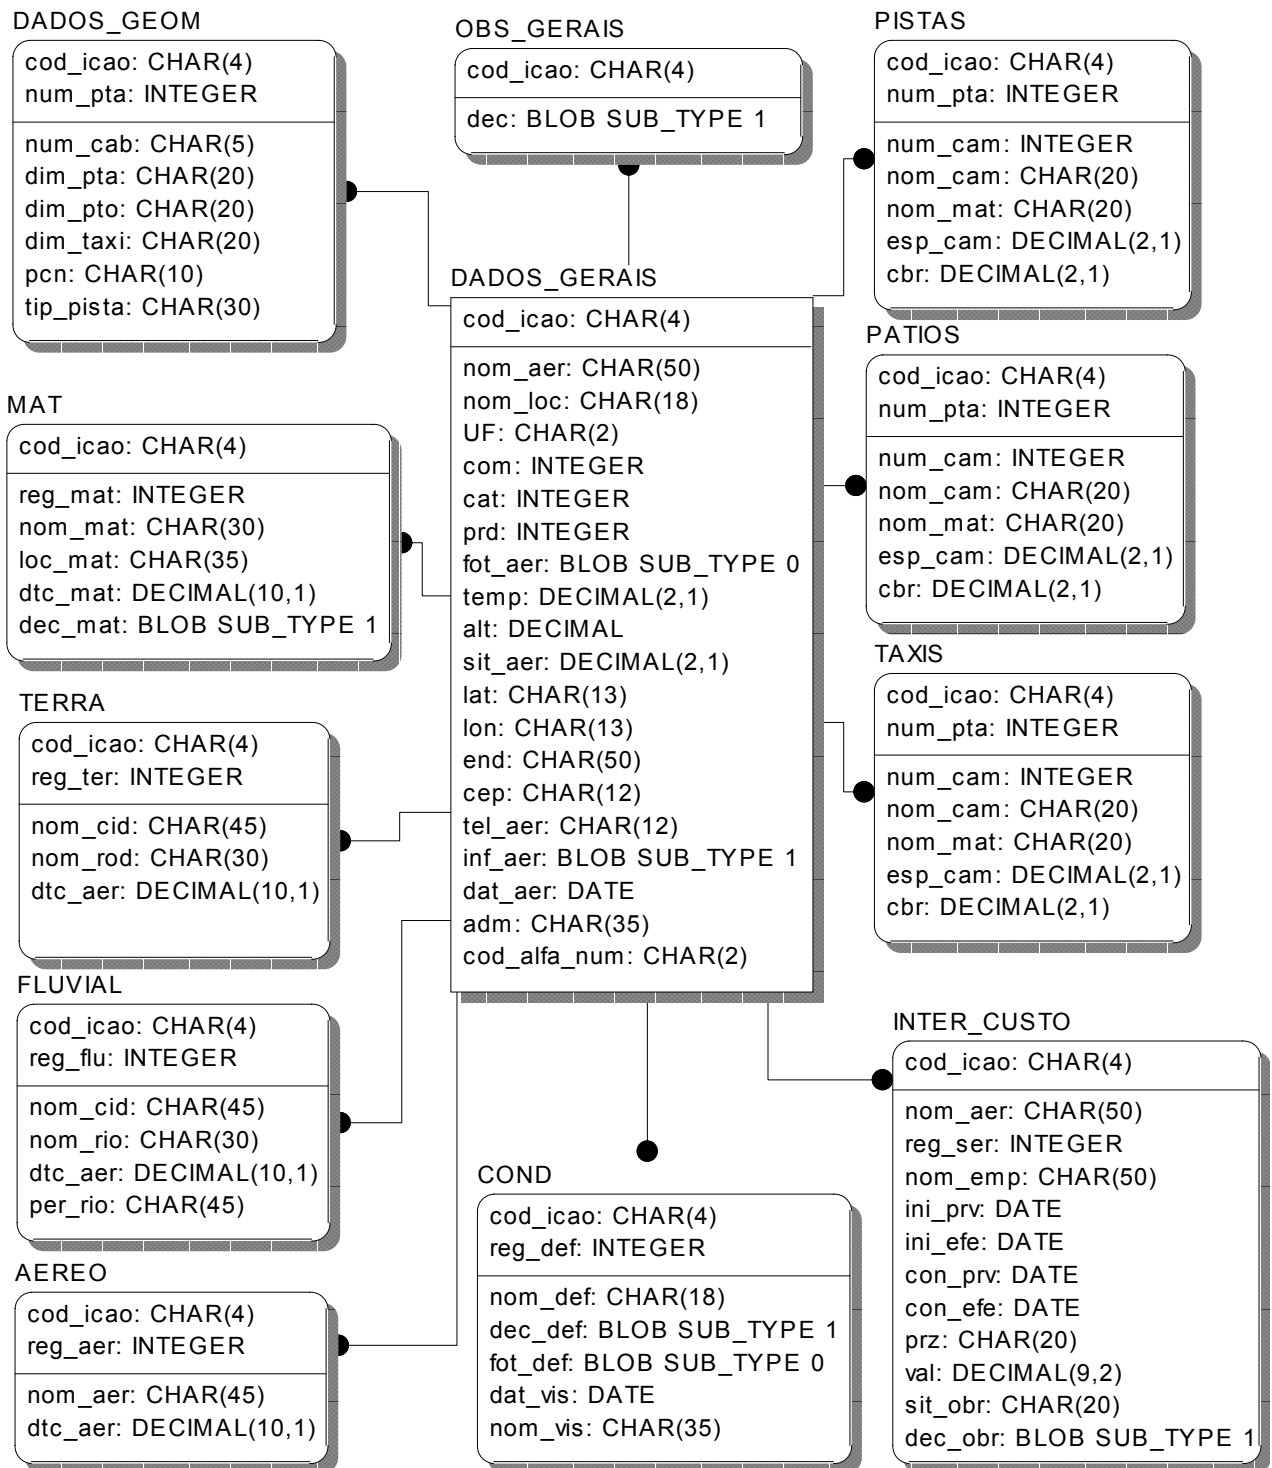 DADOS_GEOM
cod_icao: CHAR(4)
num_pta: INTEGER
num_cab: CHAR(5)
dim_pta: CHAR(20)
dim_pto: CHAR(20)
dim_taxi: CHAR(20)
pcn: CHAR(10)
tip_pista: CHAR(30)
OBS_GERAIS
cod_icao: CHAR(4)
dec: BLOB SUB_TYPE 1
PISTAS
cod_icao: CHAR(4)
num_pta: INTEGER
num_cam: INTEGER
nom_cam: CHAR(20)
nom_mat: CHAR(20)
esp_cam: DECIMAL(2,1)
cbr: DECIMAL(2,1)
DADOS_GERAIS
cod_icao: CHAR(4)
nom_aer: CHAR(50)
nom_loc: CHAR(18)
UF: CHAR(2)
com: INTEGER
cat: INTEGER
prd: INTEGER
fot_aer: BLOB SUB_TYPE 0
temp: DECIMAL(2,1)
alt: DECIMAL
sit_aer: DECIMAL(2,1)
lat: CHAR(13)
lon: CHAR(13)
end: CHAR(50)
cep: CHAR(12)
tel_aer: CHAR(12)
inf_aer: BLOB SUB_TYPE 1
dat_aer: DATE
adm: CHAR(35)
cod_alfa_num: CHAR(2)
PATIOS
cod_icao: CHAR(4)
num_pta: INTEGER
num_cam: INTEGER
nom_cam: CHAR(20)
nom_mat: CHAR(20)
esp_cam: DECIMAL(2,1)
cbr: DECIMAL(2,1)
MAT
cod_icao: CHAR(4)
reg_mat: INTEGER
nom_mat: CHAR(30)
loc_mat: CHAR(35)
dtc_mat: DECIMAL(10,1)
dec_mat: BLOB SUB_TYPE 1
TAXIS
cod_icao: CHAR(4)
num_pta: INTEGER
num_cam: INTEGER
nom_cam: CHAR(20)
nom_mat: CHAR(20)
esp_cam: DECIMAL(2,1)
cbr: DECIMAL(2,1)
TERRA
cod_icao: CHAR(4)
reg_ter: INTEGER
nom_cid: CHAR(45)
nom_rod: CHAR(30)
dtc_aer: DECIMAL(10,1)
FLUVIAL
cod_icao: CHAR(4)
reg_flu: INTEGER
nom_cid: CHAR(45)
nom_rio: CHAR(30)
dtc_aer: DECIMAL(10,1)
per_rio: CHAR(45)
AEREO
cod_icao: CHAR(4)
reg_aer: INTEGER
nom_aer: CHAR(45)
dtc_aer: DECIMAL(10,1)
COND
cod_icao: CHAR(4)
reg_def: INTEGER
nom_def: CHAR(18)
dec_def: BLOB SUB_TYPE 1
fot_def: BLOB SUB_TYPE 0
dat_vis: DATE
nom_vis: CHAR(35)
INTER_CUSTO
cod_icao: CHAR(4)
nom_aer: CHAR(50)
reg_ser: INTEGER
nom_emp: CHAR(50)
ini_prv: DATE
ini_efe: DATE
con_prv: DATE
con_efe: DATE
prz: CHAR(20)
val: DECIMAL(9,2)
sit_obr: CHAR(20)
dec_obr: BLOB SUB_TYPE 1